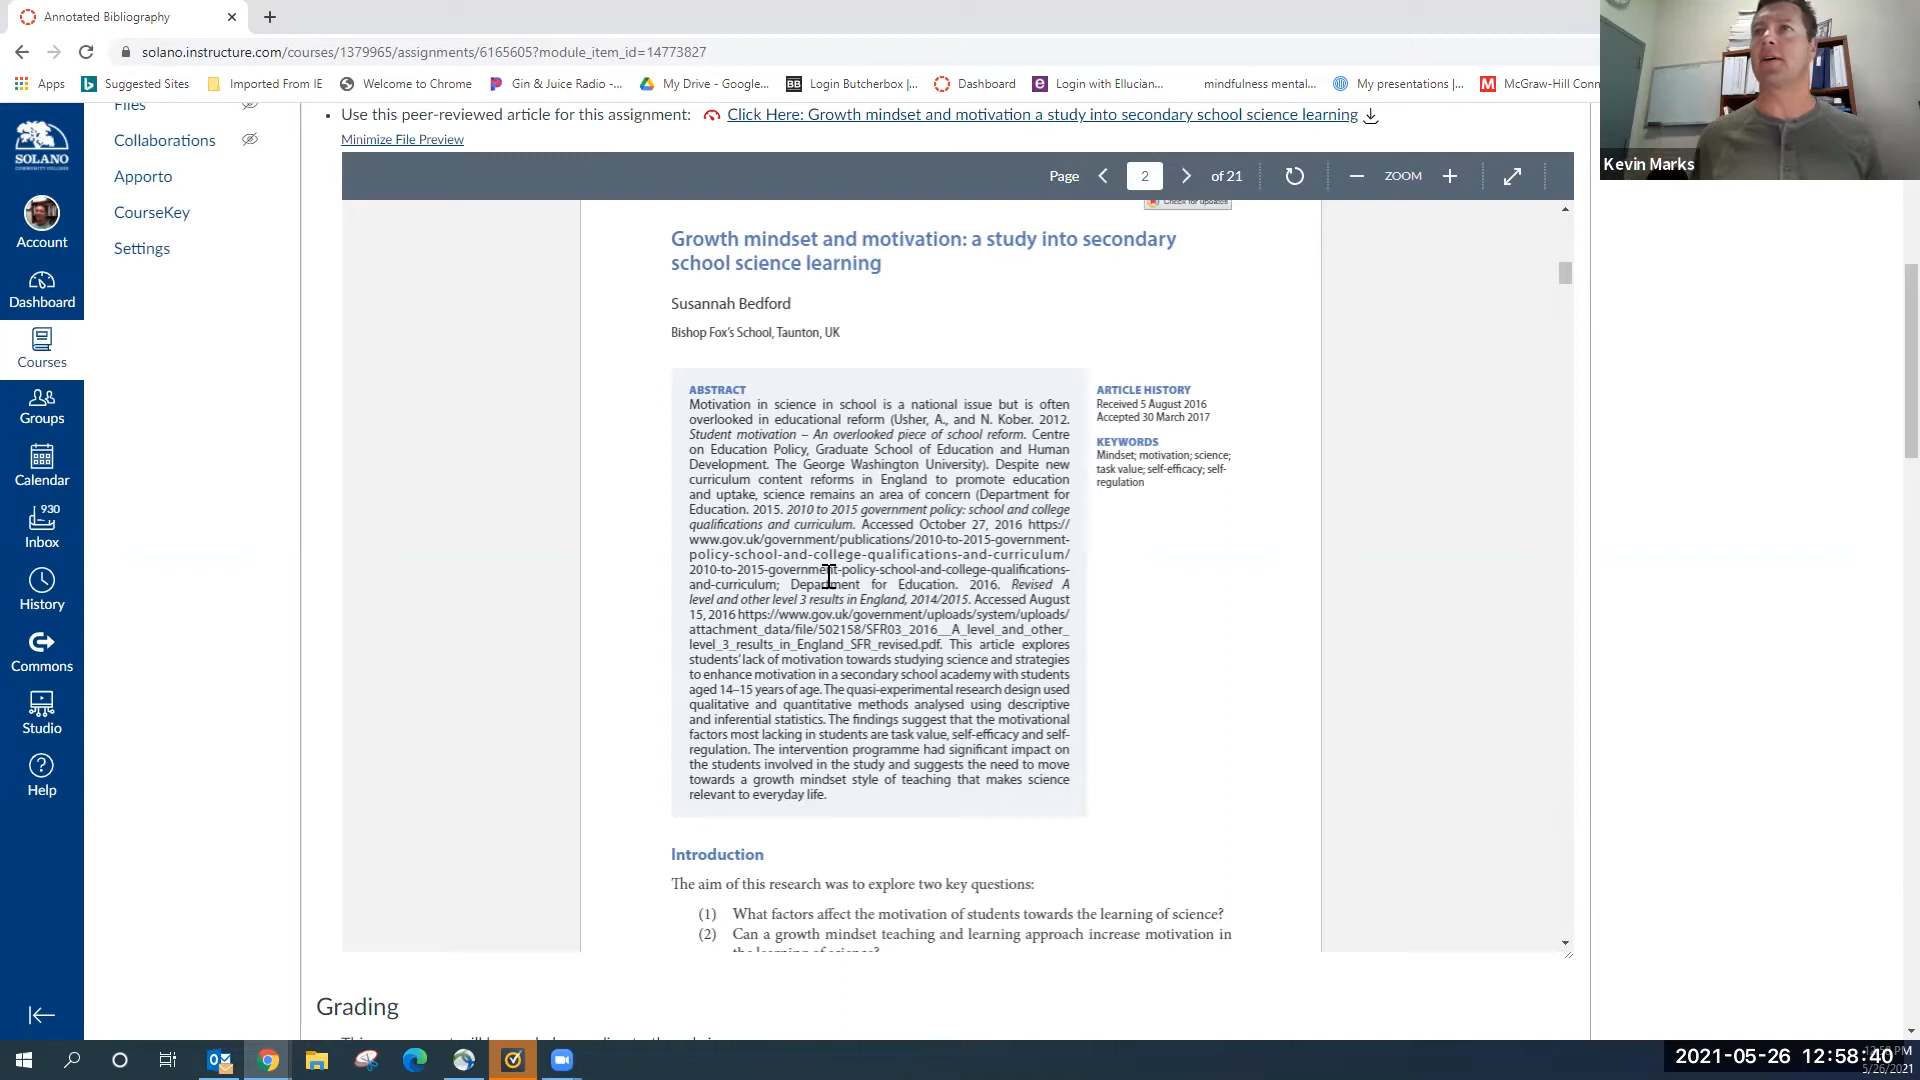 Annotated Bibliography
solano.instructure.com/courses/1379965/assignments/6165605?module_item_id=14773827
Apps Suggested Sites Imported From IE Welcome to Chrome Gin & Juice Radio -... My Drive - Google... Login Butcherbox |... Dashboard Login with Ellucian... mindfulness mental... My presentations |... McGraw-Hill Conn
Kevin Marks
SOLANO
COMMUNITY COLLEGE
Account
Dashboard
Courses
Groups
Calendar
930
Inbox
History
Commons
Studio
Help
Files
Collaborations
Apporto
CourseKey
Settings
Use this peer-reviewed article for this assignment: Click Here: Growth mindset and motivation a study into secondary school science learning
Minimize File Preview
Page 2 of 21 ZOOM
Check for updates
Growth mindset and motivation: a study into secondary
school science learning
Susannah Bedford
Bishop Fox's School, Taunton, UK
ABSTRACT
Motivation in science in school is a national issue but is often
overlooked in educational reform (Usher, A., and N. Kober. 2012.
Student motivation – An overlooked piece of school reform. Centre
on Education Policy, Graduate School of Education and Human
Development. The George Washington University). Despite new
curriculum content reforms in England to promote education
and uptake, science remains an area of concern (Department for
Education. 2015. 2010 to 2015 government policy: school and college
qualifications and curriculum. Accessed October 27, 2016 https://
www.gov.uk/government/publications/2010-to-2015-government-
policy-school-and-college-qualifications-and-curriculum/
2010-to-2015-government-policy-school-and-college-qualifications-
and-curriculum; Department for Education. 2016. Revised A
level and other level 3 results in England, 2014/2015. Accessed August
15, 2016 https://www.gov.uk/government/uploads/system/uploads/
attachment_data/file/502158/SFR03_2016__A_level_and_other_
level_3_results_in_England_SFR_revised.pdf. This article explores
students' lack of motivation towards studying science and strategies
to enhance motivation in a secondary school academy with students
aged 14–15 years of age. The quasi-experimental research design used
qualitative and quantitative methods analysed using descriptive
and inferential statistics. The findings suggest that the motivational
factors most lacking in students are task value, self-efficacy and self-
regulation. The intervention programme had significant impact on
the students involved in the study and suggests the need to move
towards a growth mindset style of teaching that makes science
relevant to everyday life.
ARTICLE HISTORY
Received 5 August 2016
Accepted 30 March 2017
KEYWORDS
Mindset; motivation; science;
task value; self-efficacy; self-
regulation
Introduction
The aim of this research was to explore two key questions:
(1) What factors affect the motivation of students towards the learning of science?
(2) Can a growth mindset teaching and learning approach increase motivation in
the learning of science?
Grading
2021-05-26 12:58:40
5/26/2021